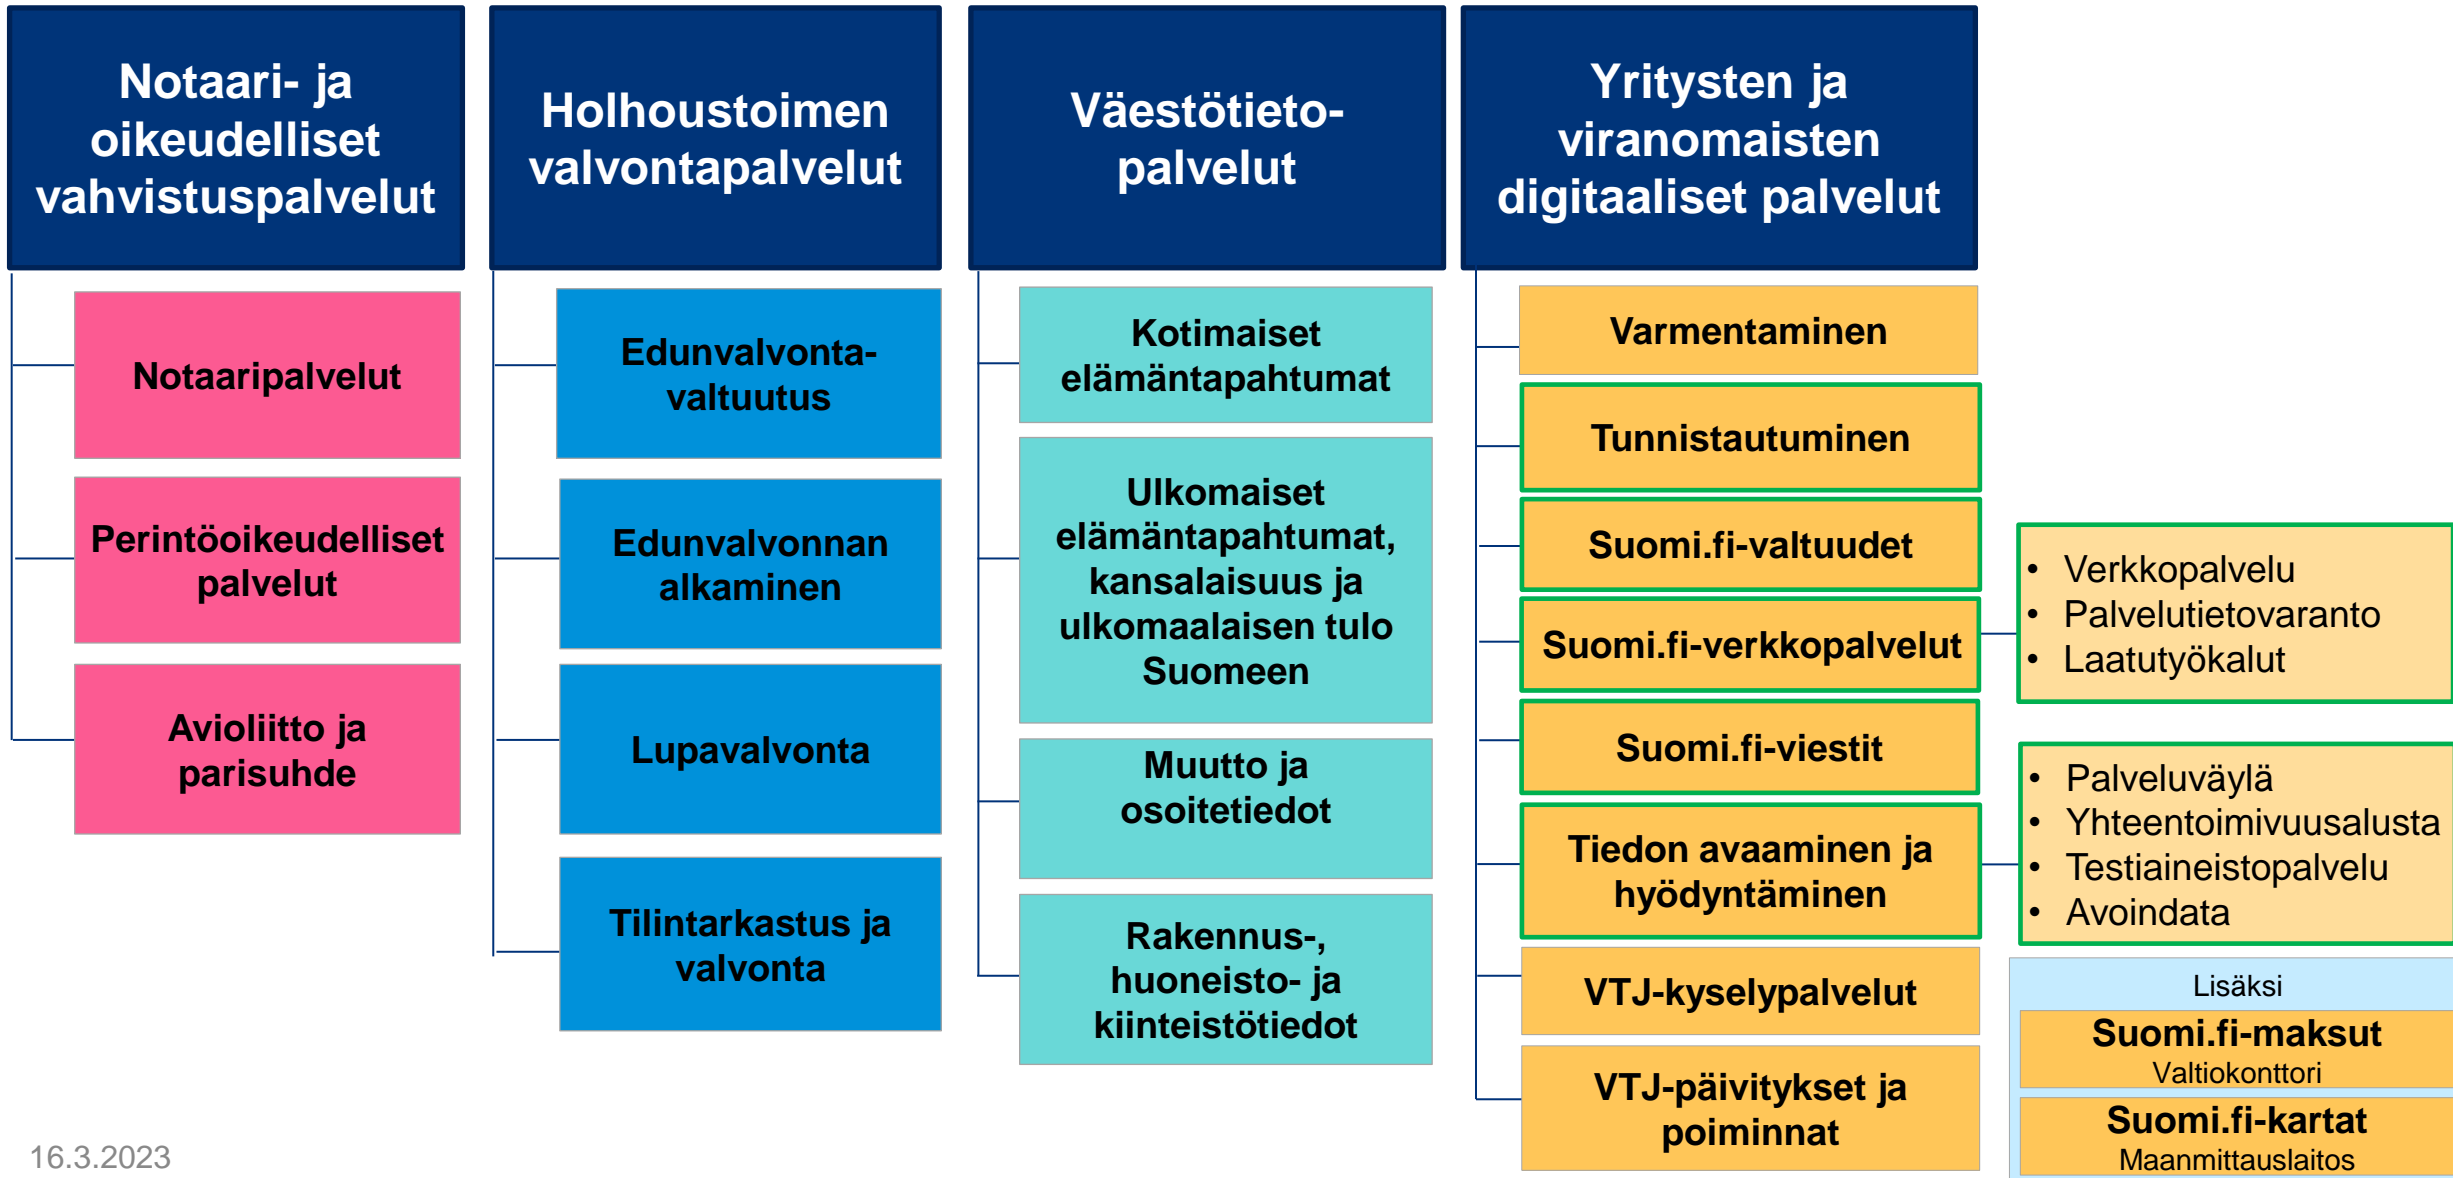 Notaari- ja
oikeudelliset
vahvistuspalvelut
Notaaripalvelut
Perintöoikeudelliset
palvelut
Avioliitto ja
parisuhde
Holhoustoimen
valvontapalvelut
Edunvalvonta-
valtuutus
Edunvalvonnan
alkaminen
Lupavalvonta
Tilintarkastus ja
valvonta
Väestötieto-
palvelut
Kotimaiset
elämäntapahtumat
Ulkomaiset
elämäntapahtumat,
kansalaisuus ja
ulkomaalaisen tulo
Suomeen
Muutto ja
osoitetiedot
Rakennus-,
huoneisto- ja
kiinteistötiedot
Yritysten ja
viranomaisten
digitaaliset palvelut
Varmentaminen
Tunnistautuminen
Suomi.fi-valtuudet
Suomi.fi-verkkopalvelut
• Verkkopalvelu
• Palvelutietovaranto
• Laatutyökalut
Suomi.fi-viestit
Tiedon avaaminen ja
hyödyntäminen
• Palveluväylä
• Yhteentoimivuusalusta
• Testiaineistopalvelu
• Avoindata
VTJ-kyselypalvelut
VTJ-päivitykset ja
poiminnat
Lisäksi
Suomi.fi-maksut
Valtiokonttori
Suomi.fi-kartat
Maanmittauslaitos
16.3.2023